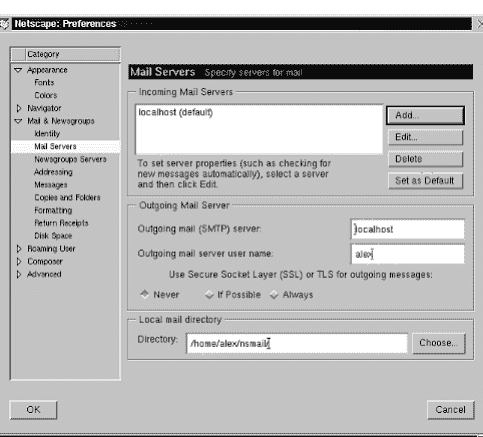 Netscape: Preferences
Category
Appearance
Fonts
Colors
Navigator
Mail & Newsgroups
Identity
Mail Servers
Newsgroups Servers
Addressing
Messages
Copies and Folders
Formatting
Return Receipts
Disk Space
Roaming User
Composer
Advanced
Mail Servers Specify servers for mail
Incoming Mail Servers
localhost (default)
Add...
Edit...
Delete
Set as Default
To set server properties (such as checking for
new messages automatically), select a server
and then click Edit.
Outgoing Mail Server
Outgoing mail (SMTP) server: localhost
Outgoing mail server user name: alex
Use Secure Socket Layer (SSL) or TLS for outgoing messages:
Never If Possible Always
Local mail directory
Directory: /home/alex/nsmail/ Choose...
OK Cancel